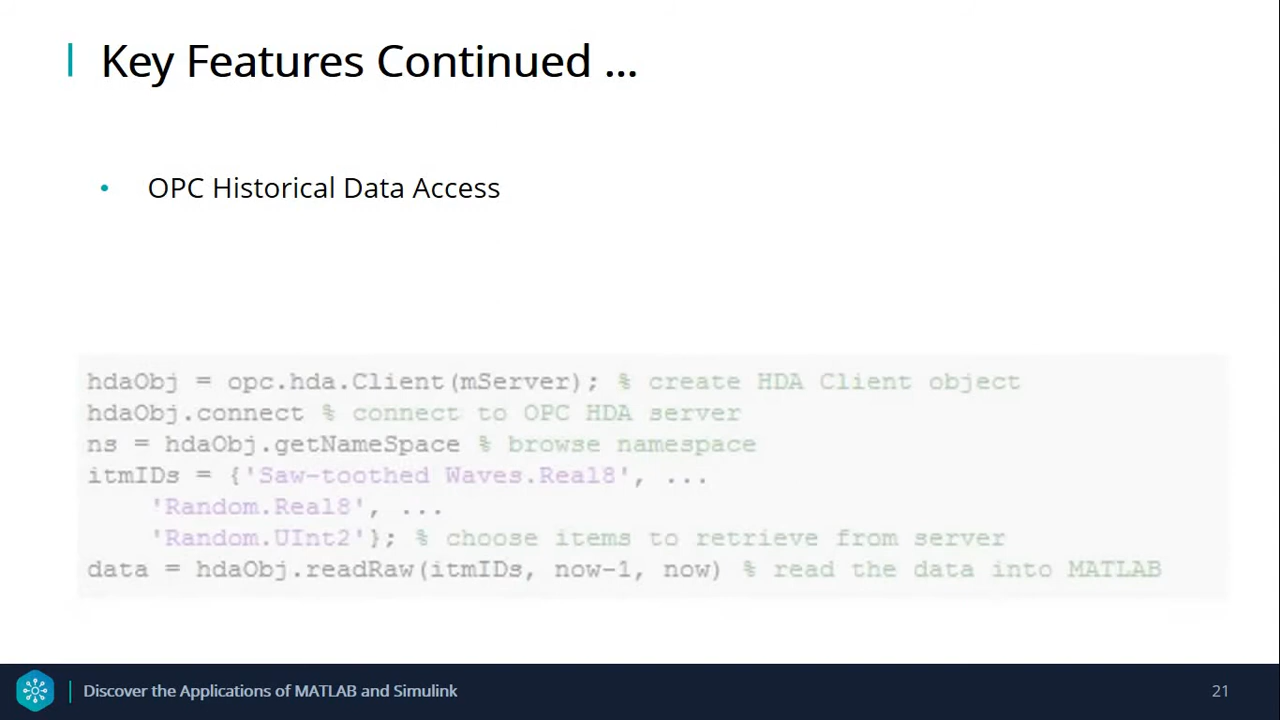 Key Features Continued ...
• OPC Historical Data Access
hdaObj = opc.hda.Client(mServer); % create HDA Client object
hdaObj.connect % connect to OPC HDA server
ns = hdaObj.getNameSpace % browse namespace
itmIDs = {'Saw-toothed Waves.Real8', ...
'Random.Real8', ...
'Random.UInt2'}; % choose items to retrieve from server
data = hdaObj.readRaw(itmIDs, now-1, now) % read the data into MATLAB
Discover the Applications of MATLAB and Simulink
21